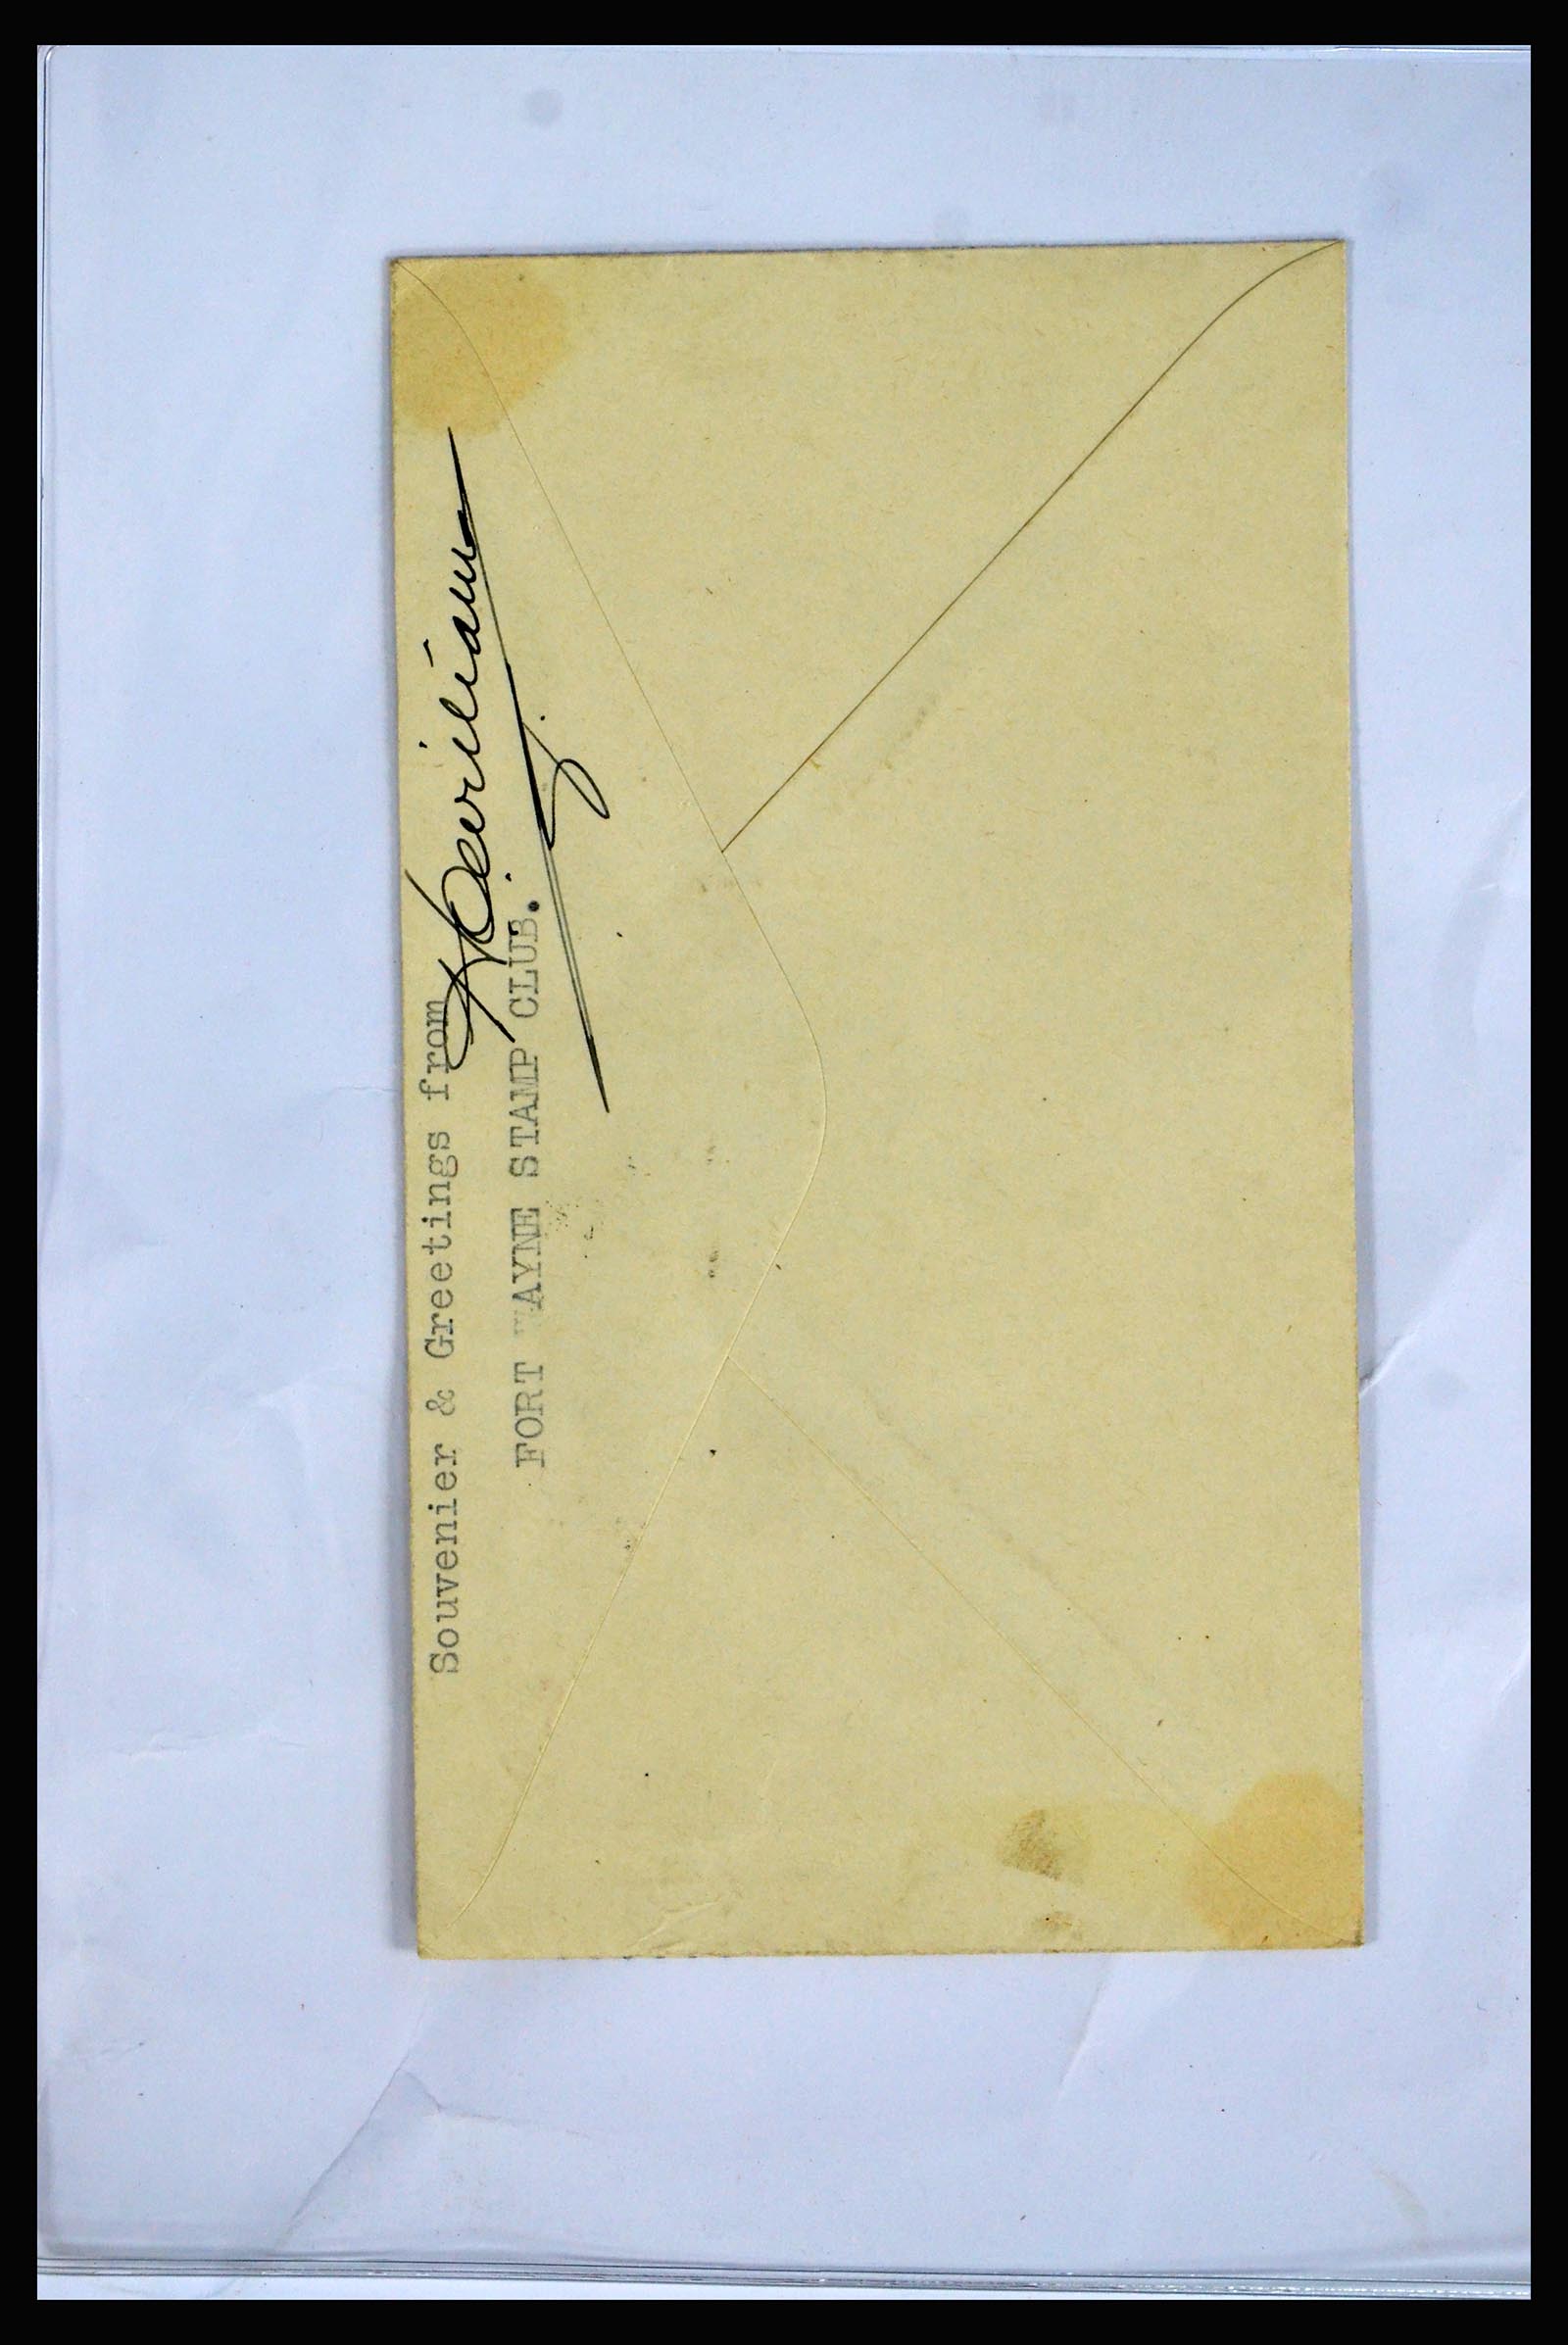 Souvenier & Greetings from
FORT WAYNE STAMP CLUB.